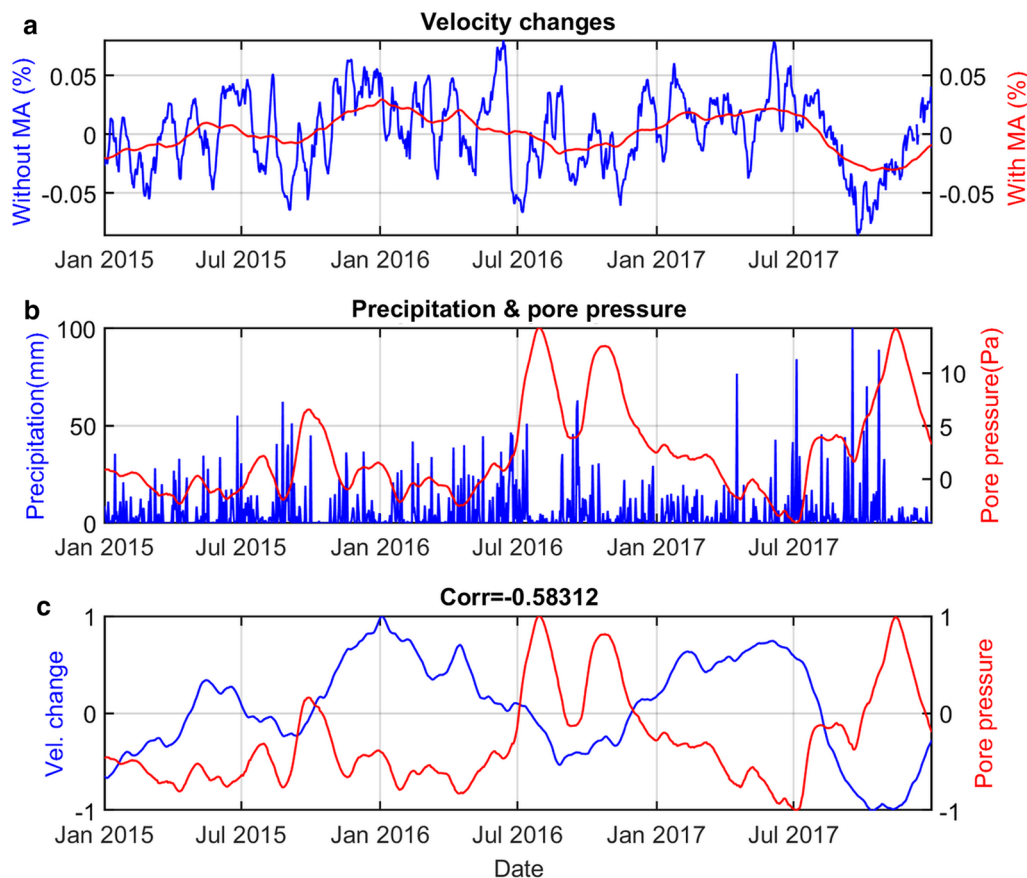 a
Velocity changes
Without MA (%)
0.05
0
-0.05
0.05
0
-0.05
With MA (%)
Jan 2015 Jul 2015 Jan 2016 Jul 2016 Jan 2017 Jul 2017
b
Precipitation & pore pressure
Precipitation(mm)
100
50
0
10
5
0
Pore pressure(Pa)
Jan 2015 Jul 2015 Jan 2016 Jul 2016 Jan 2017 Jul 2017
c
Corr=-0.58312
Vel. change
1
0
-1
1
0
-1
Pore pressure
Jan 2015 Jul 2015 Jan 2016 Jul 2016 Jan 2017 Jul 2017
Date